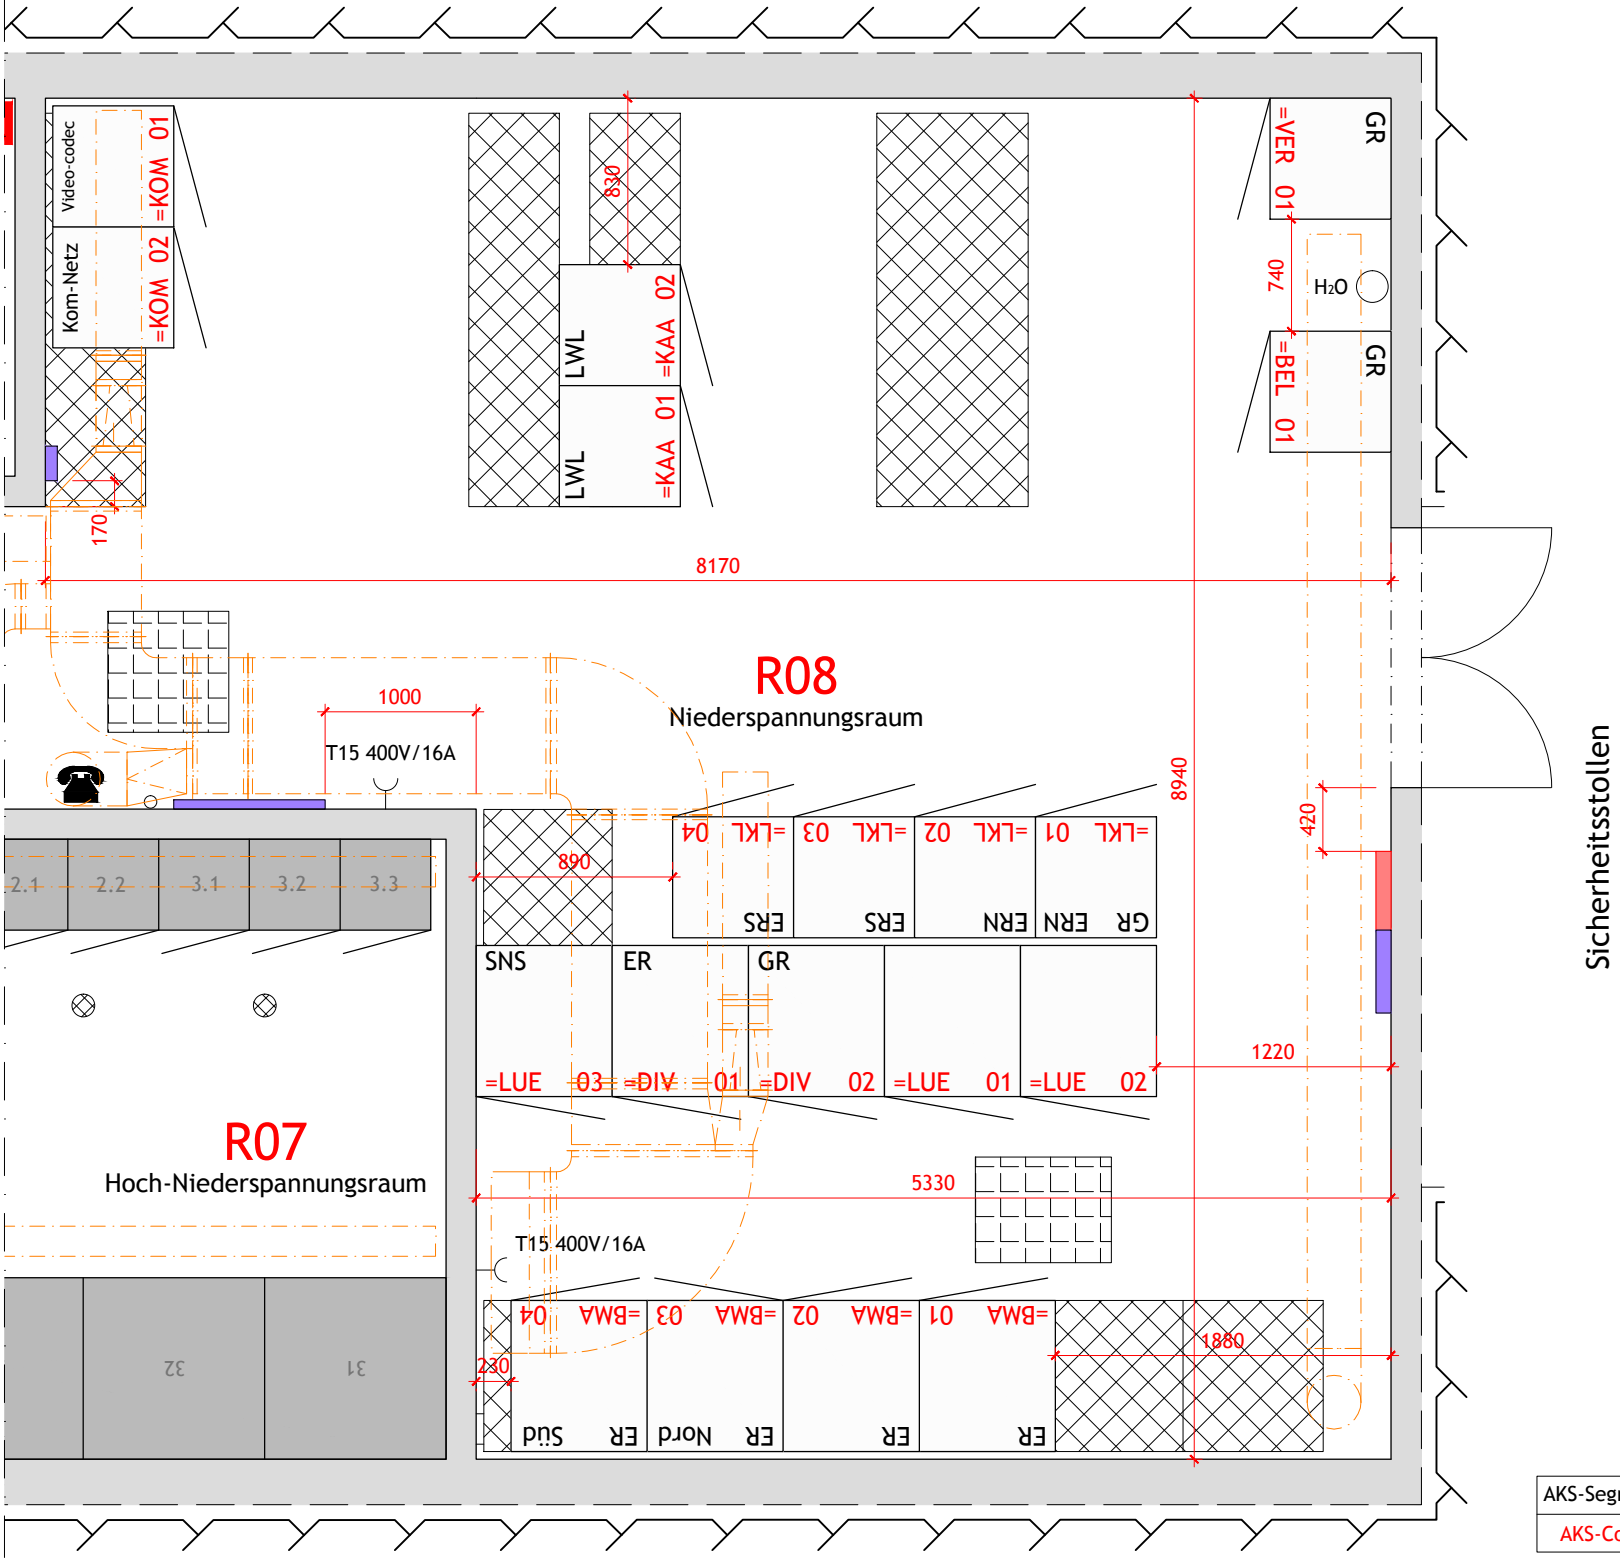 Video-codec
=KOM 01
Kom-Netz
=KOM 02
830
LWL
=KAA 02
LWL
=KAA 01
=VER 01
GR
740
H₂O
=BEL 01
GR
170
8170
R08
Niederspannungsraum
1000
T15 400V/16A
8940
420
Sicherheitsstollen
2.1
2.2
3.1
3.2
3.3
890
=LKL 04
ERS
=LKL 03
ERS
=LKL 02
ERN
=LKL 01
GR ERN
SNS
=LUE 03
ER
=DIV 01
GR
=DIV 02
=LUE 01
=LUE 02
1220
R07
Hoch-Niederspannungsraum
5330
T15 400V/16A
=BMA 04
ER Süd
=BMA 03
ER Nord
=BMA 02
ER
=BMA 01
ER
230
1880
32
31